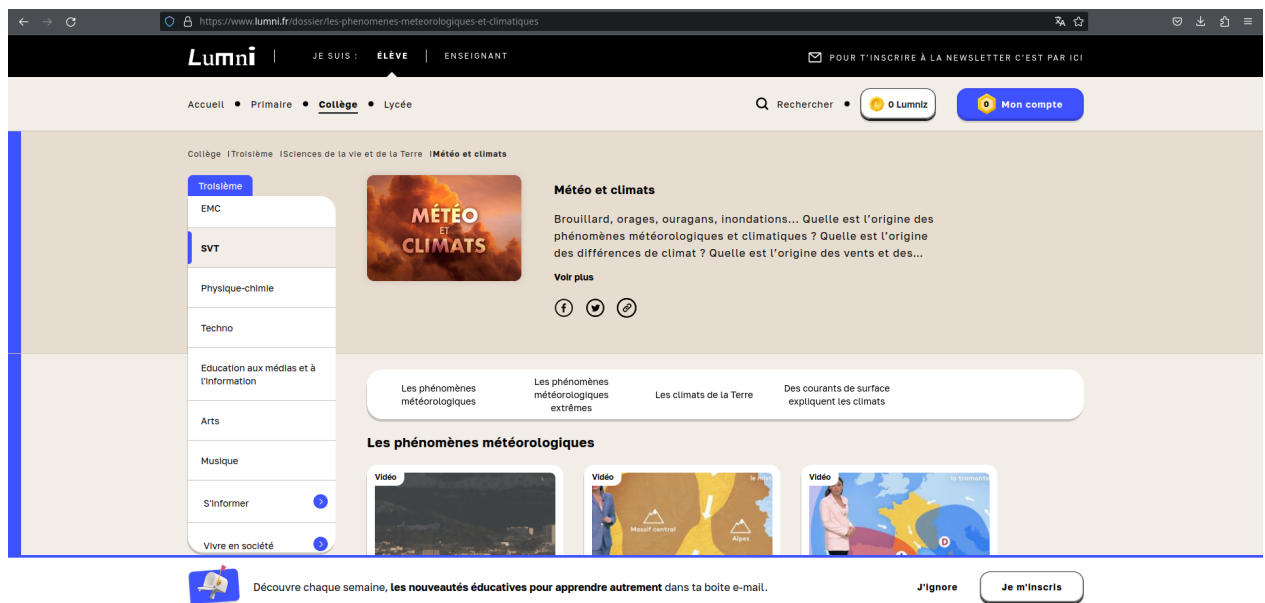 https://www.lumni.fr/dossier/les-phenomenes-meteorologiques-et-climatiques
Lumni
JE SUIS :
ÉLÈVE
ENSEIGNANT
POUR T'INSCRIRE À LA NEWSLETTER C'EST PAR ICI
Accueil
Primaire
Collège
Lycée
Rechercher
0 Lumniz
0
Mon compte
Collège | Troisième | Sciences de la vie et de la Terre | Météo et climats
Troisième
EMC
SVT
Physique-chimie
Techno
Education aux médias et à
l'information
Arts
Musique
S'informer
Vivre en société
MÉTÉO
ET
CLIMATS
Météo et climats
Brouillard, orages, ouragans, inondations... Quelle est l'origine des
phénomènes météorologiques et climatiques ? Quelle est l'origine
des différences de climat ? Quelle est l'origine des vents et des...
Voir plus
Les phénomènes
météorologiques
Les phénomènes
météorologiques
extrêmes
Les climats de la Terre
Des courants de surface
expliquent les climats
Les phénomènes météorologiques
Vidéo
Vidéo
Massif central
Alpes
Vidéo
la tramonta
D
Découvre chaque semaine, les nouveautés éducatives pour apprendre autrement dans ta boite e-mail.
J'ignore
Je m'inscris